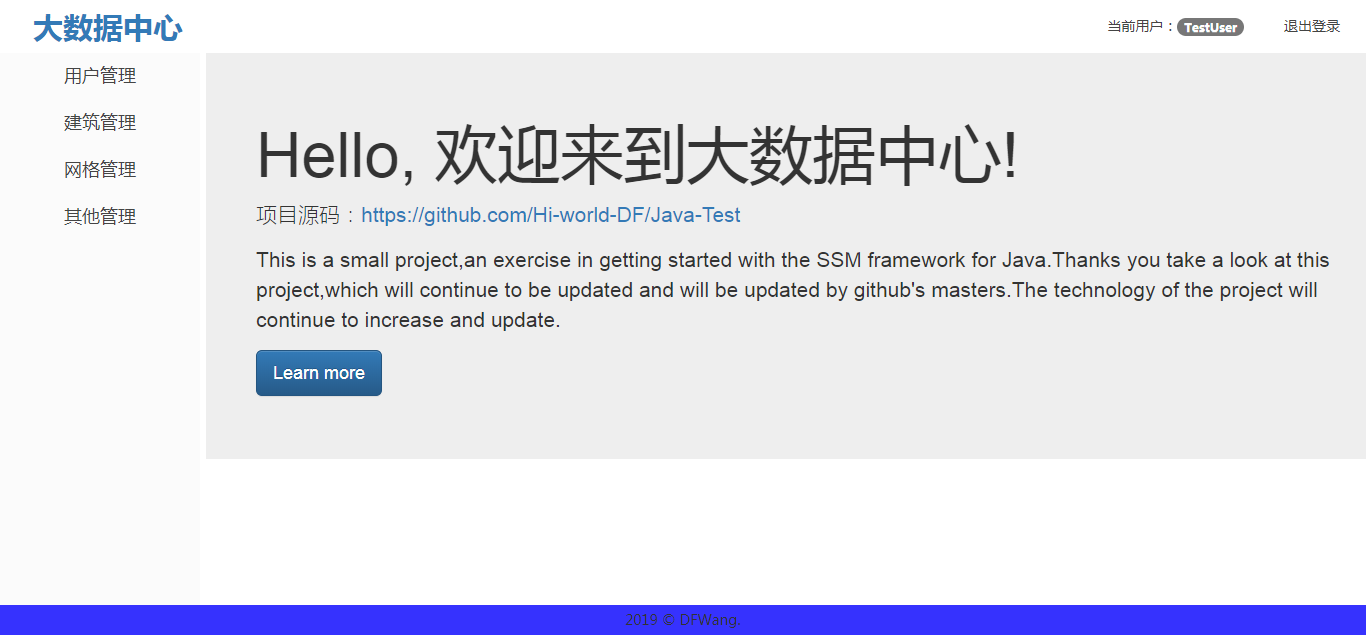 大数据中心
当前用户：TestUser 退出登录
用户管理
建筑管理
网格管理
其他管理
Hello, 欢迎来到大数据中心!
项目源码：https://github.com/Hi-world-DF/Java-Test
This is a small project,an exercise in getting started with the SSM framework for Java.Thanks you take a look at this
project,which will continue to be updated and will be updated by github's masters.The technology of the project will
continue to increase and update.
Learn more
2019 © DFWang.